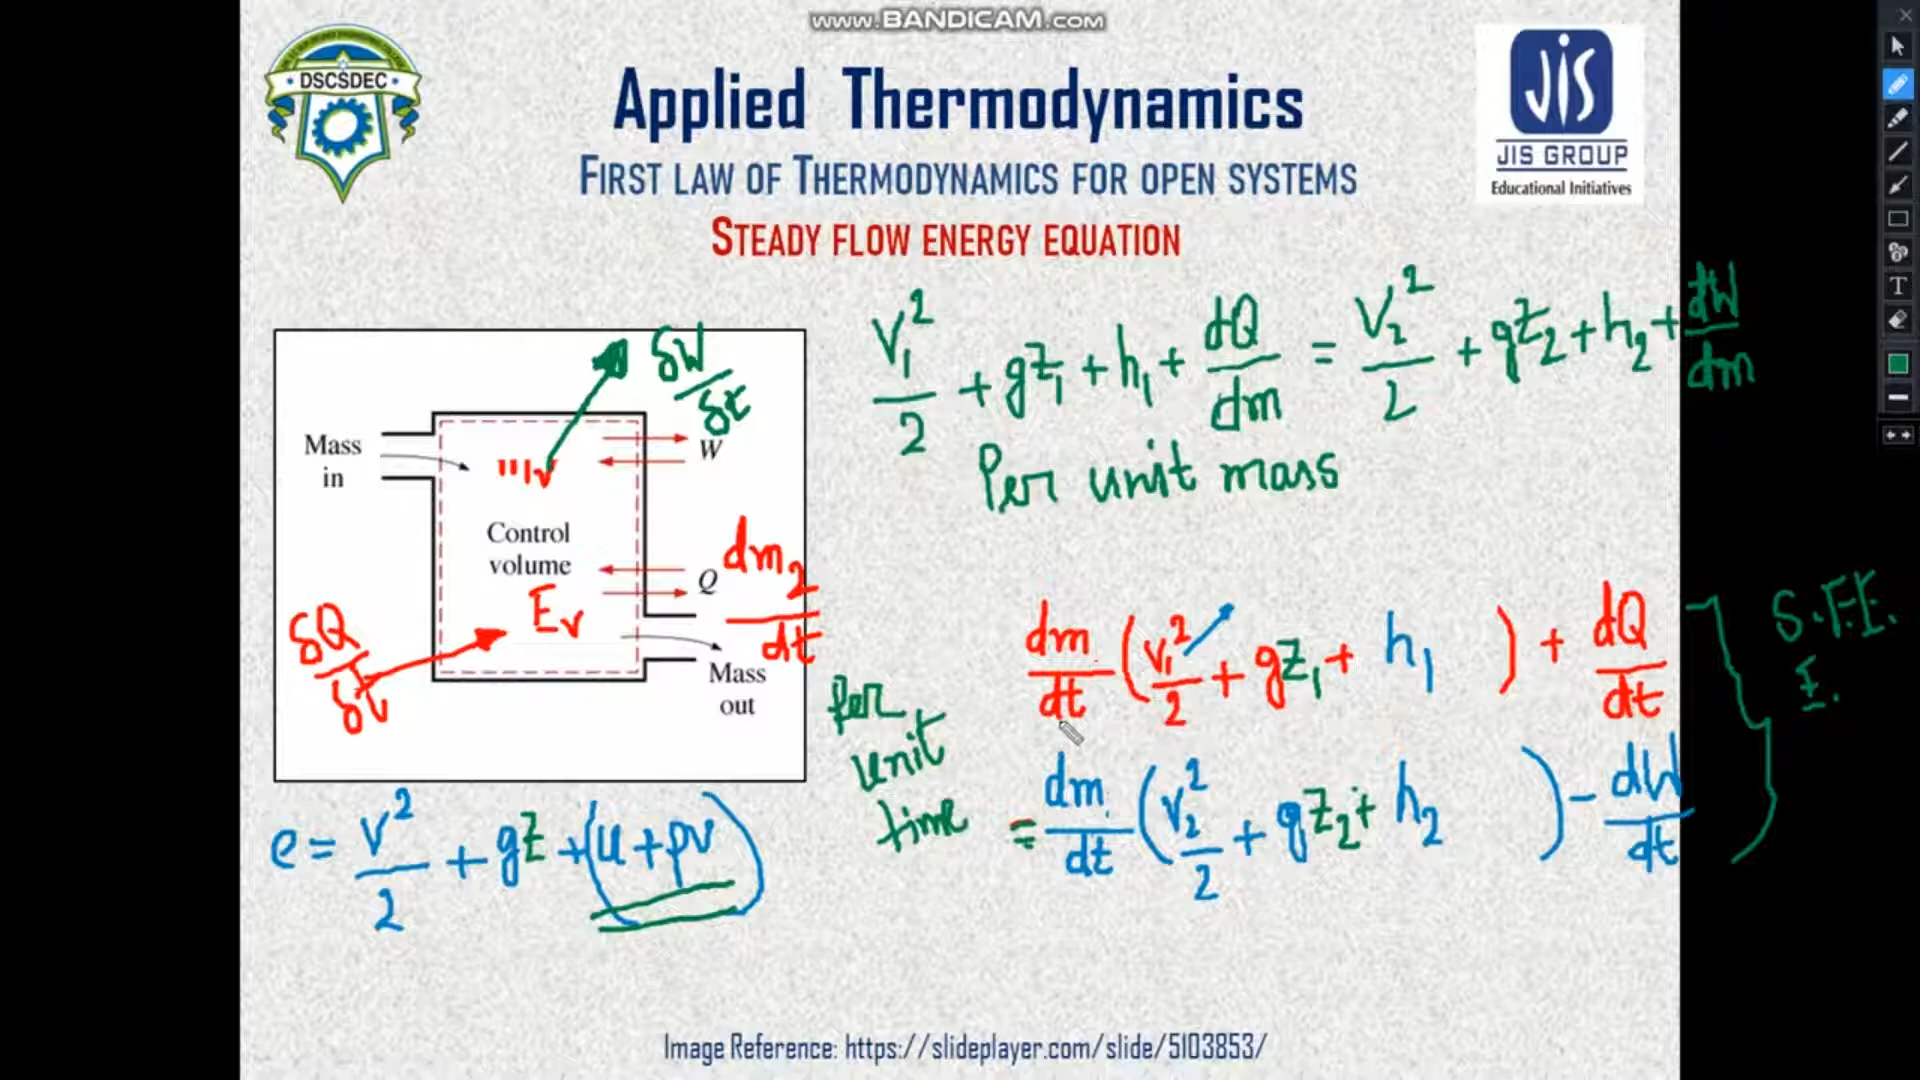 www.BANDICAM.com
DSCSDEC
JIS
JIS GROUP
Educational Initiatives
Applied Thermodynamics
FIRST LAW OF THERMODYNAMICS FOR OPEN SYSTEMS
STEADY FLOW ENERGY EQUATION
V₁²/2 + gz₁ + h₁ + dQ/dm = V₂²/2 + gz₂ + h₂ + dW/dm
Per unit mass
δW/δt
Mass in
W
Control volume
Q
dm₂/dt
Ev
δQ/δt
Mass out
Per unit time
dm/dt (V₁²/2 + gz₁ + h₁ ) + dQ/dt
= dm/dt (V₂²/2 + gz₂ + h₂ ) - dW/dt
S.F.E.
e = V²/2 + gz + (u + pv)
T
Image Reference: https://slideplayer.com/slide/5103853/